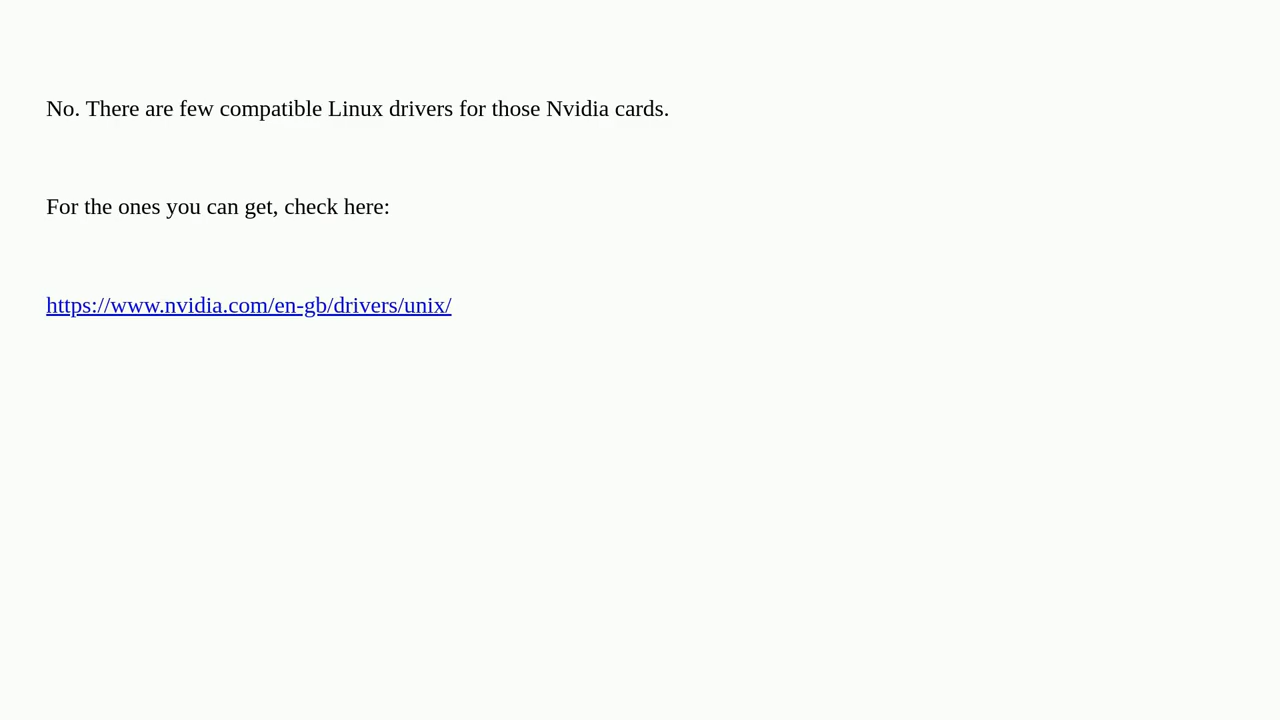 No. There are few compatible Linux drivers for those Nvidia cards.
For the ones you can get, check here:
https://www.nvidia.com/en-gb/drivers/unix/